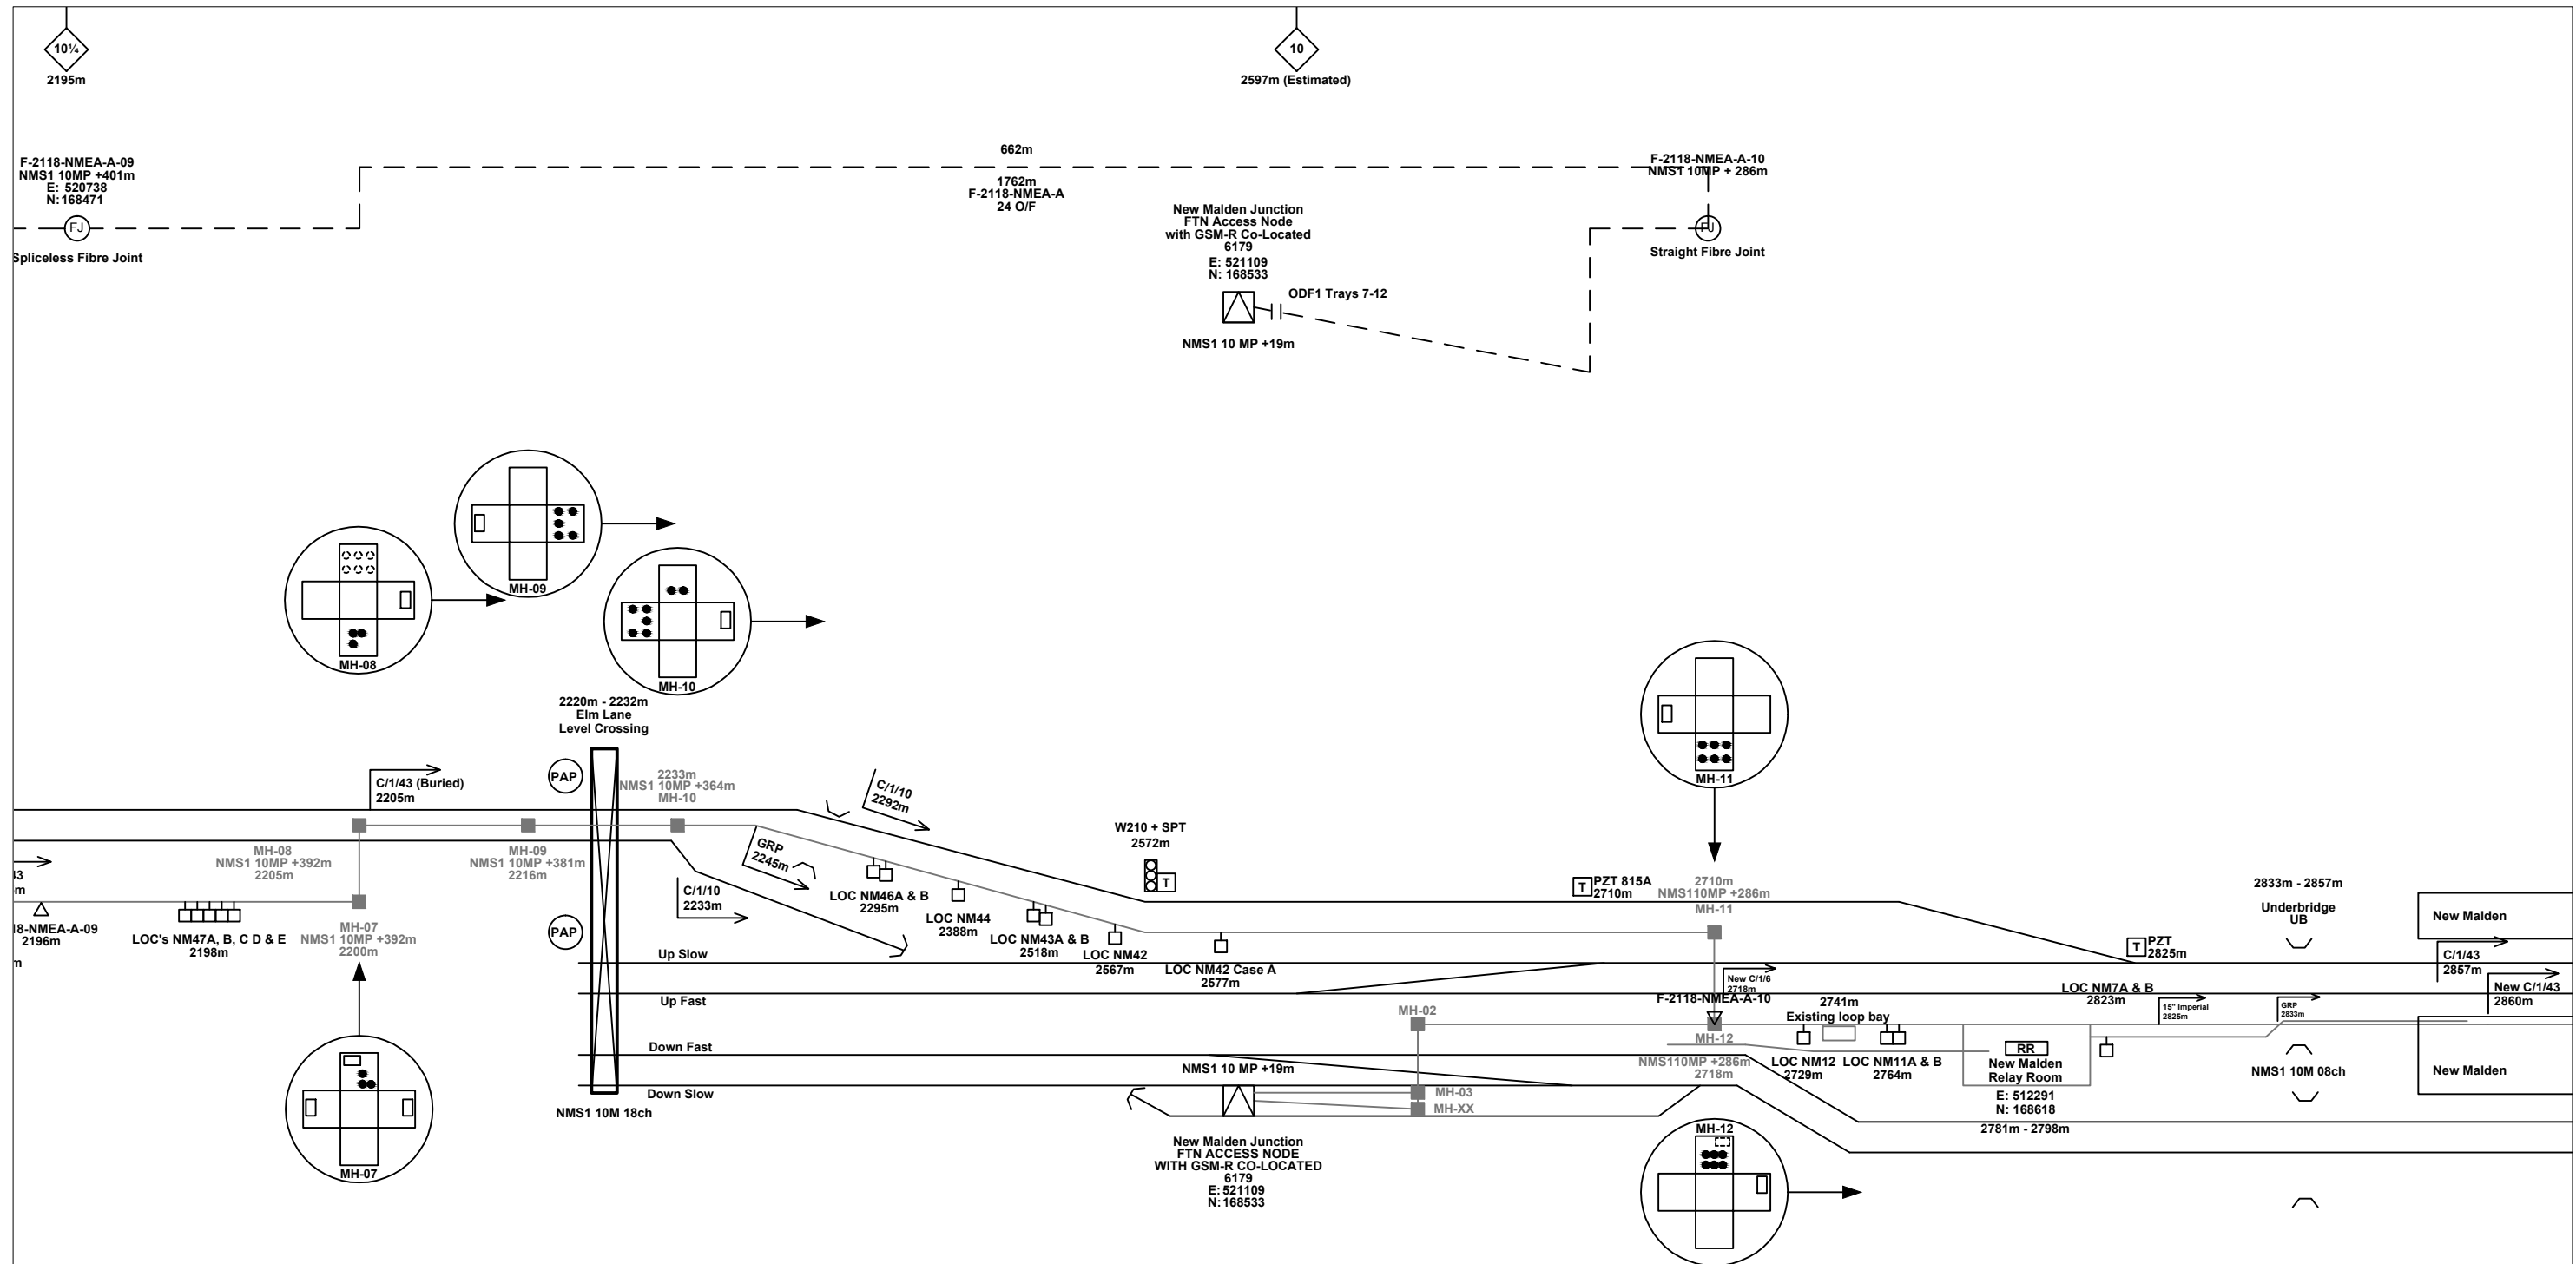 10¼
2195m
10
2597m (Estimated)
F-2118-NMEA-A-09
NMS1 10MP +401m
E: 520738
N:168471
FJ
Spliceless Fibre Joint
662m
1762m
F-2118-NMEA-A
24 O/F
New Malden Junction
FTN Access Node
with GSM-R Co-Located
6179
E: 521109
N: 168533
ODF1 Trays 7-12
NMS1 10 MP +19m
F-2118-NMEA-A-10
NMS1 10MP + 286m
FJ
Straight Fibre Joint
MH-09
MH-08
MH-10
MH-11
2220m - 2232m
Elm Lane
Level Crossing
PAP
C/1/43 (Buried)
2205m
2233m
NMS1 10MP +364m
MH-10
C/1/10
2292m
MH-08
NMS1 10MP +392m
2205m
MH-09
NMS1 10MP +381m
2216m
GRP
2245m
W210 + SPT
2572m
T
T
PZT 815A
2710m
2710m
NMS110MP +286m
MH-11
2833m - 2857m
Underbridge
UB
New Malden
43
m
18-NMEA-A-09
2196m
m
LOC's NM47A, B, C D & E
2198m
MH-07
NMS1 10MP +392m
2200m
PAP
C/1/10
2233m
LOC NM46A & B
2295m
LOC NM44
2388m
LOC NM43A & B
2518m
LOC NM42
2567m
LOC NM42 Case A
2577m
T
PZT
2825m
C/1/43
2857m
Up Slow
Up Fast
Down Fast
Down Slow
New C/1/6
2718m
F-2118-NMEA-A-10
MH-12
NMS110MP +286m
2718m
2741m
Existing loop bay
LOC NM12
2729m
LOC NM11A & B
2764m
LOC NM7A & B
2823m
15" Imperial
2825m
GRP
2833m
New C/1/43
2860m
RR
New Malden
Relay Room
E: 512291
N: 168618
2781m - 2798m
NMS1 10M 08ch
New Malden
MH-02
MH-03
MH-XX
NMS1 10 MP +19m
NMS1 10M 18ch
New Malden Junction
FTN ACCESS NODE
WITH GSM-R CO-LOCATED
6179
E:521109
N:168533
MH-07
MH-12